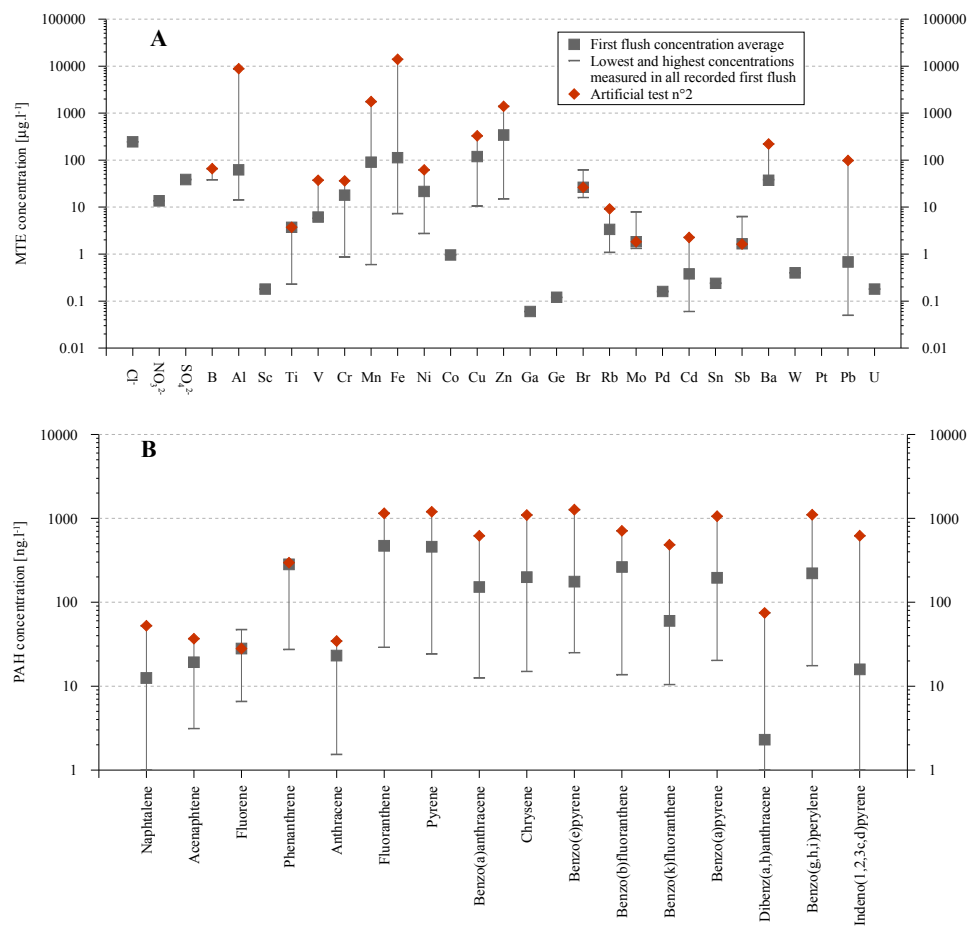 A
MTE concentration [µg.l⁻¹]
100000
10000
1000
100
10
1
0.1
0.01
100000
10000
1000
100
10
1
0.1
0.01
First flush concentration average
Lowest and highest concentrations
measured in all recorded first flush
Artificial test n°2
Cl⁻ NO₃²⁻ SO₄²⁻ B Al Sc Ti V Cr Mn Fe Ni Co Cu Zn Ga Ge Br Rb Mo Pd Cd Sn Sb Ba W Pt Pb U
B
PAH concentration [ng.l⁻¹]
10000
1000
100
10
1
10000
1000
100
10
1
Naphtalene
Acenaphtene
Fluorene
Phenanthrene
Anthracene
Fluoranthene
Pyrene
Benzo(a)anthracene
Chrysene
Benzo(e)pyrene
Benzo(b)fluoranthene
Benzo(k)fluoranthene
Benzo(a)pyrene
Dibenz(a,h)anthracene
Benzo(g,h,i)perylene
Indeno(1,2,3c,d)pyrene